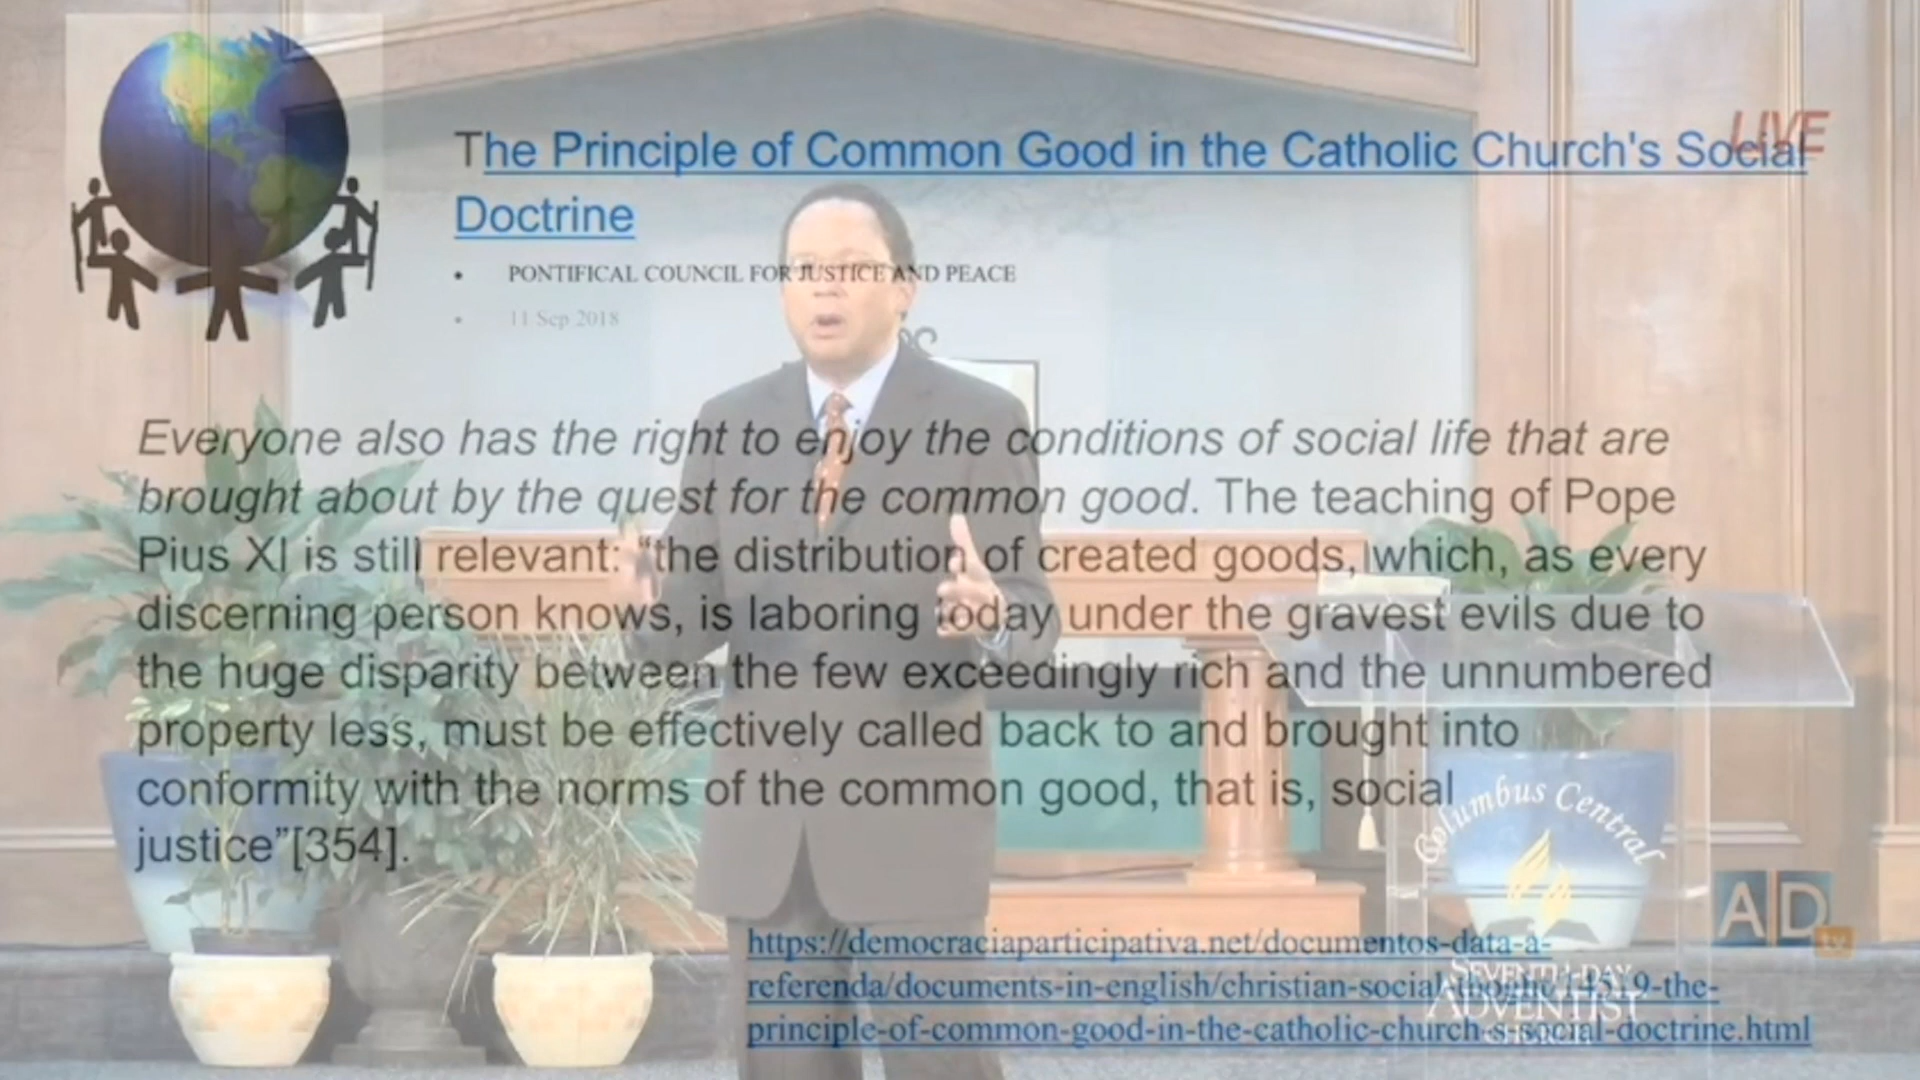 LIVE
The Principle of Common Good in the Catholic Church's Social
Doctrine
• PONTIFICAL COUNCIL FOR JUSTICE AND PEACE
• 11 Sep 2018
Everyone also has the right to enjoy the conditions of social life that are
brought about by the quest for the common good. The teaching of Pope
Pius XI is still relevant: “the distribution of created goods, which, as every
discerning person knows, is laboring today under the gravest evils due to
the huge disparity between the few exceedingly rich and the unnumbered
property less, must be effectively called back to and brought into
conformity with the norms of the common good, that is, social
justice”[354].
Columbus Central
AD
tv
https://democraciaparticipativa.net/documentos-data-a-
referenda/documents-in-english/christian-social
9-the-
principle-of-common-good-in-the-catholic-church-s-social-doctrine.html
SEVENTH-DAY
ADVENTIST
CHURCH